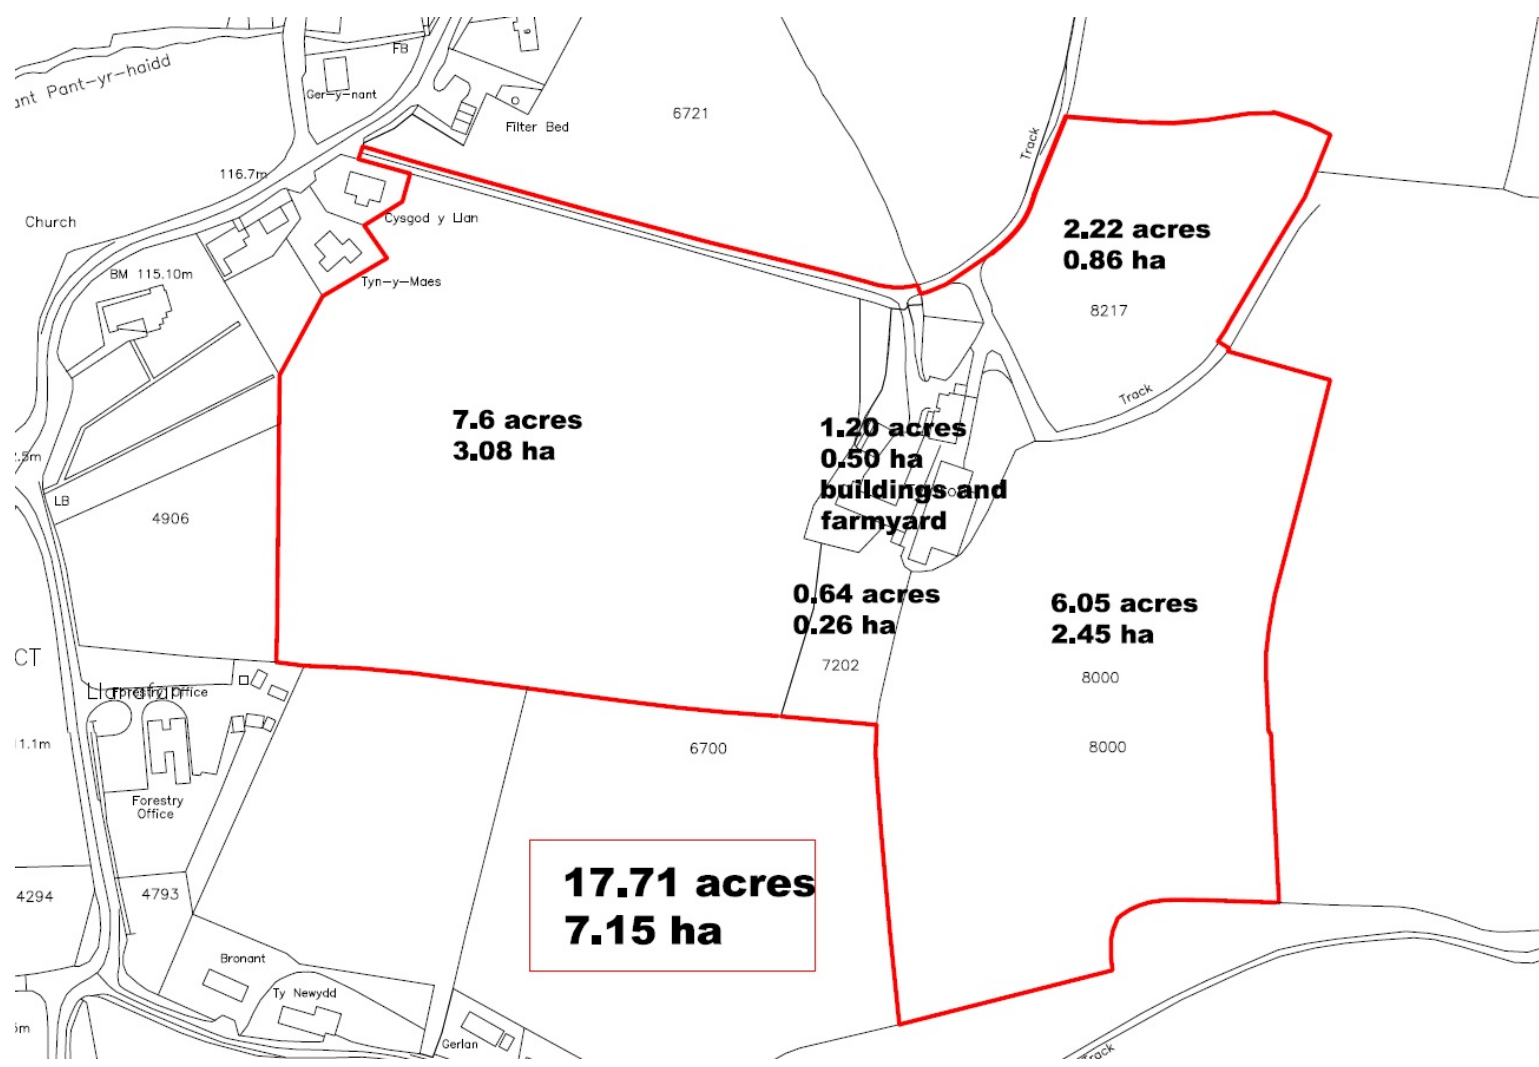 FB
ant Pant-yr-haidd
Ger-y-nant
Filter Bed
6721
Track
116.7m
Church
Cysgod y Llan
2.22 acres
0.86 ha
BM 115.10m
Tyn-y-Maes
8217
Track
7.6 acres
3.08 ha
1.20 acres
0.50 ha
buildings and
farmyard
LB
4906
0.64 acres
0.26 ha
6.05 acres
2.45 ha
7202
8000
CT
Forestry Office
6700
8000
Forestry
Office
17.71 acres
7.15 ha
4294
4793
Bronant
Ty Newydd
Gerlan
Track